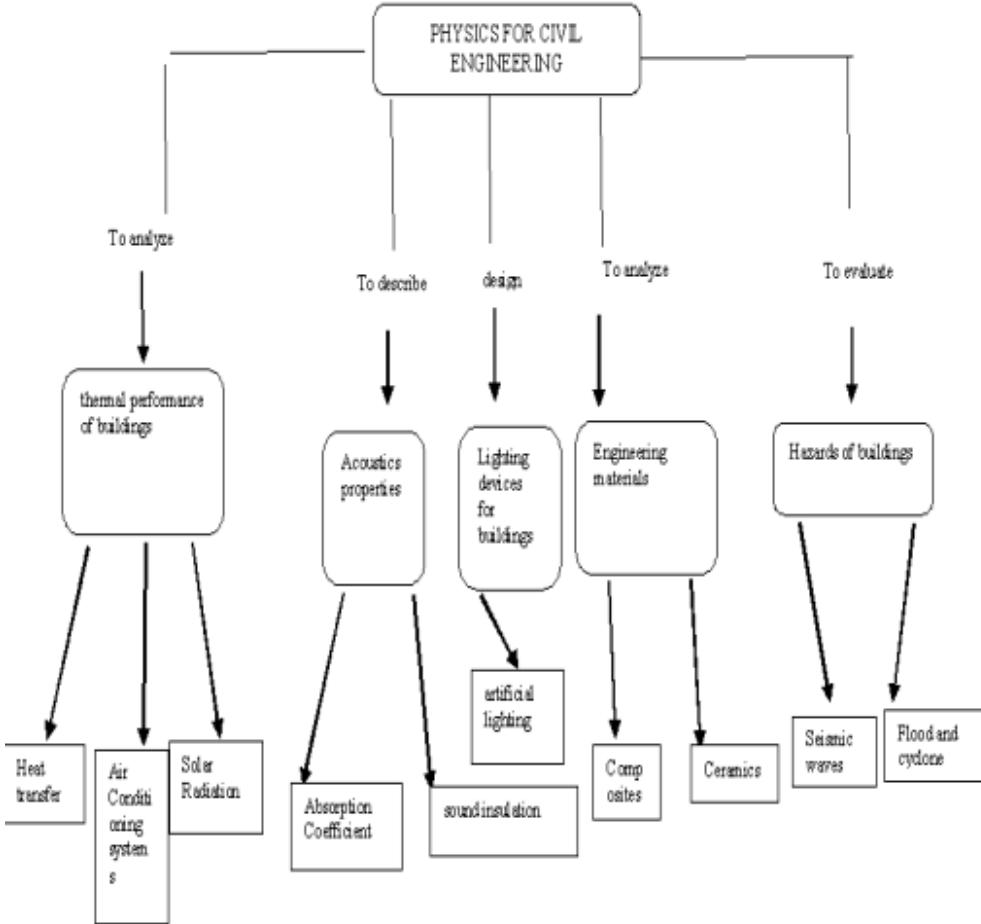 PHYSICS FOR CIVIL
ENGINEERING
To analyze
To describe
design
To analyze
To evaluate
thermal performance
of buildings
Acoustics
properties
Lighting
devices
for
buildings
Engineering
materials
Hazards of buildings
Heat
transfer
Air
Conditi
oning
system
s
Solar
Radiation
Absorption
Coefficient
sound insulation
artificial
lighting
Comp
osites
Ceramics
Seismic
waves
Flood and
cyclone